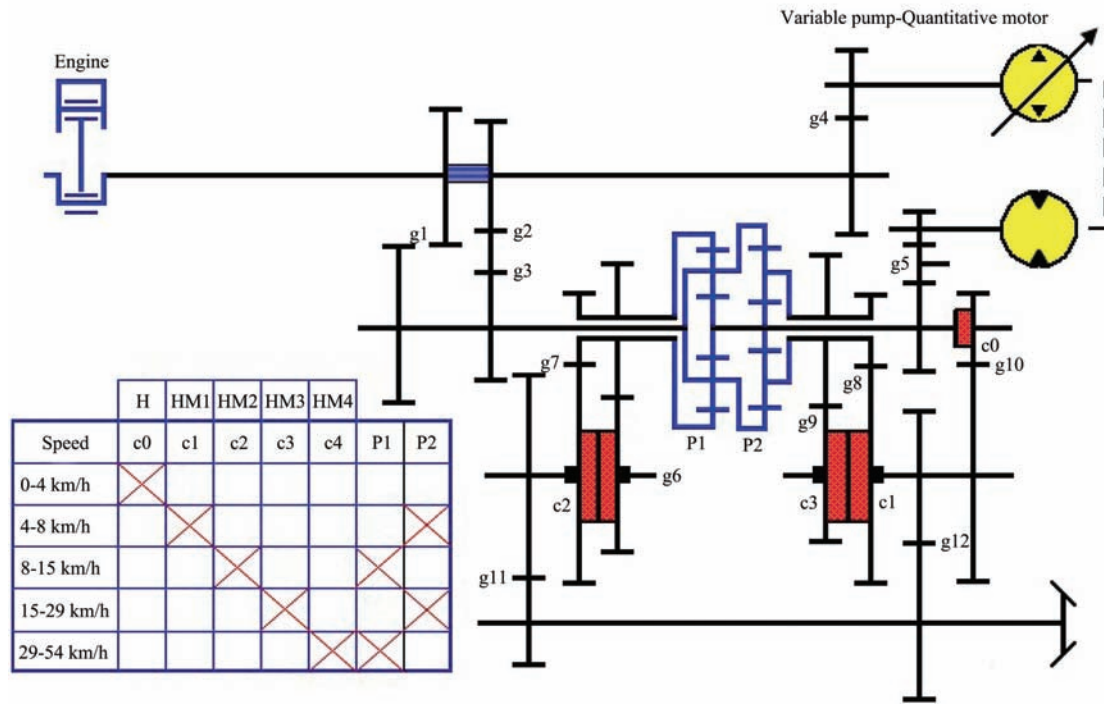 Variable pump-Quantitative motor
Engine
g4
g1
g2
g3
g5
c0
g7
g8
g10
g9
P1
P2
c2
g6
c3
c1
g11
g12
H HM1 HM2 HM3 HM4
Speed c0 c1 c2 c3 c4 P1 P2
0-4 km/h
4-8 km/h
8-15 km/h
15-29 km/h
29-54 km/h